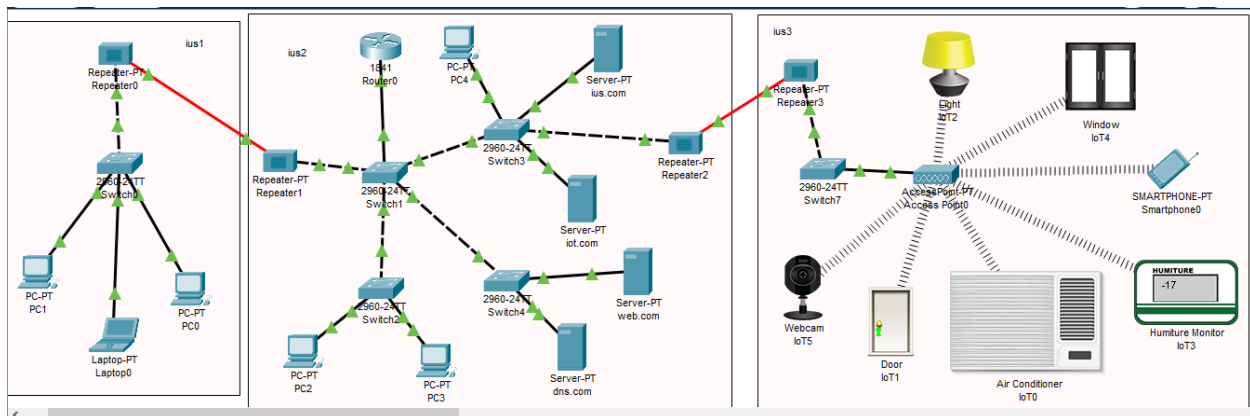 ius1
Repeater-PT
Repeater0
2960-24TT
Switch0
PC-PT
PC1
PC-PT
PC0
Laptop-PT
Laptop0
ius2
1841
Router0
PC-PT
PC4
Server-PT
ius.com
2960-24TT
Switch3
Repeater-PT
Repeater1
2960-24TT
Switch1
Repeater-PT
Repeater2
Server-PT
iot.com
2960-24TT
Switch2
2960-24TT
Switch4
Server-PT
web.com
PC-PT
PC2
PC-PT
PC3
Server-PT
dns.com
ius3
Repeater-PT
Repeater3
Light
IoT2
Window
IoT4
2960-24TT
Switch7
AccessPoint-PT
Access Point0
SMARTPHONE-PT
Smartphone0
Webcam
IoT5
Door
IoT1
Air Conditioner
IoT0
HUMITURE
-17
Humiture Monitor
IoT3